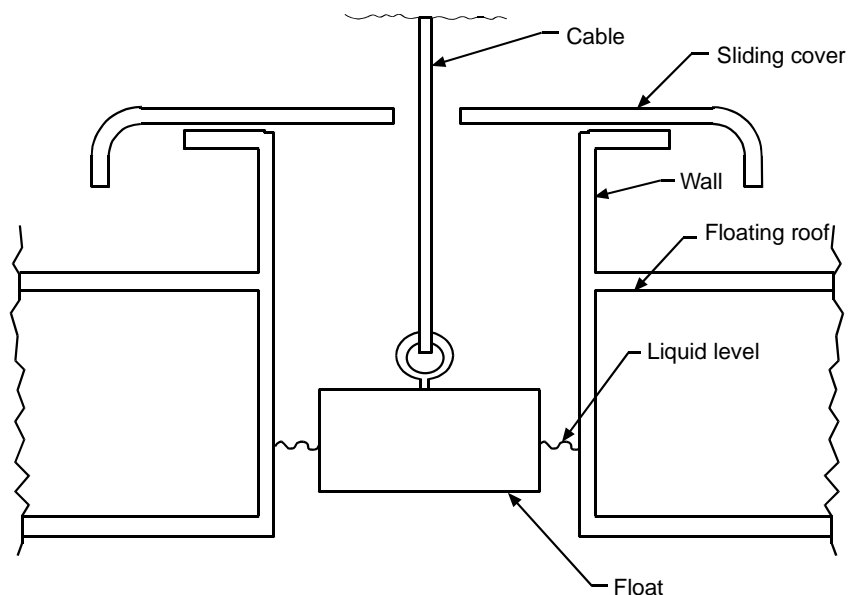 Cable
Sliding cover
Wall
Floating roof
Liquid level
Float